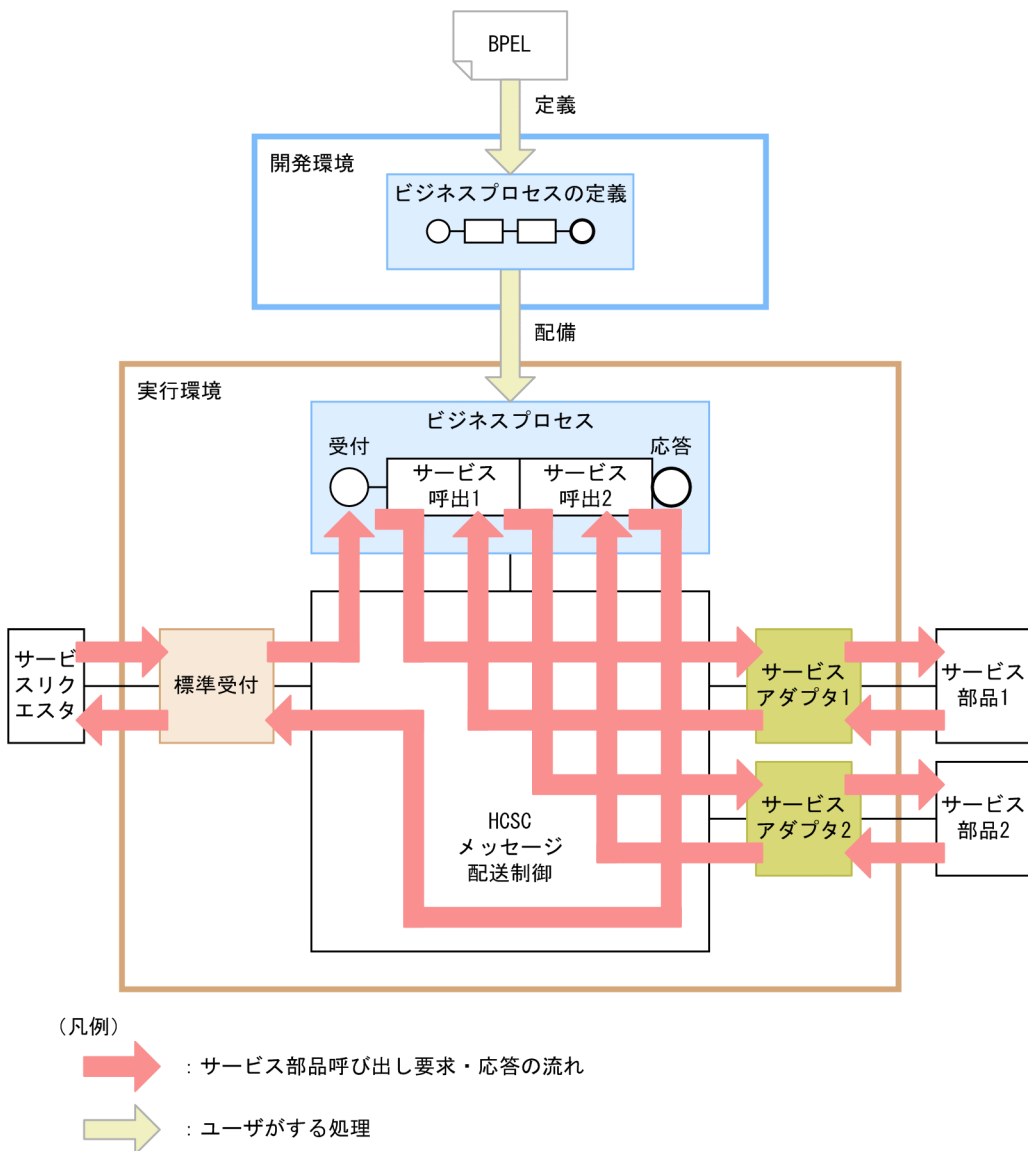 BPEL
定義
開発環境
ビジネスプロセスの定義
配備
実行環境
ビジネスプロセス
受付
応答
サービス
呼出1
サービス
呼出2
サービ
スリク
エスタ
標準受付
サービス
アダプタ1
サービス
部品1
サービス
アダプタ2
サービス
部品2
HCSC
メッセージ
配送制御
(凡例)
:サービス部品呼び出し要求・応答の流れ
:ユーザがする処理